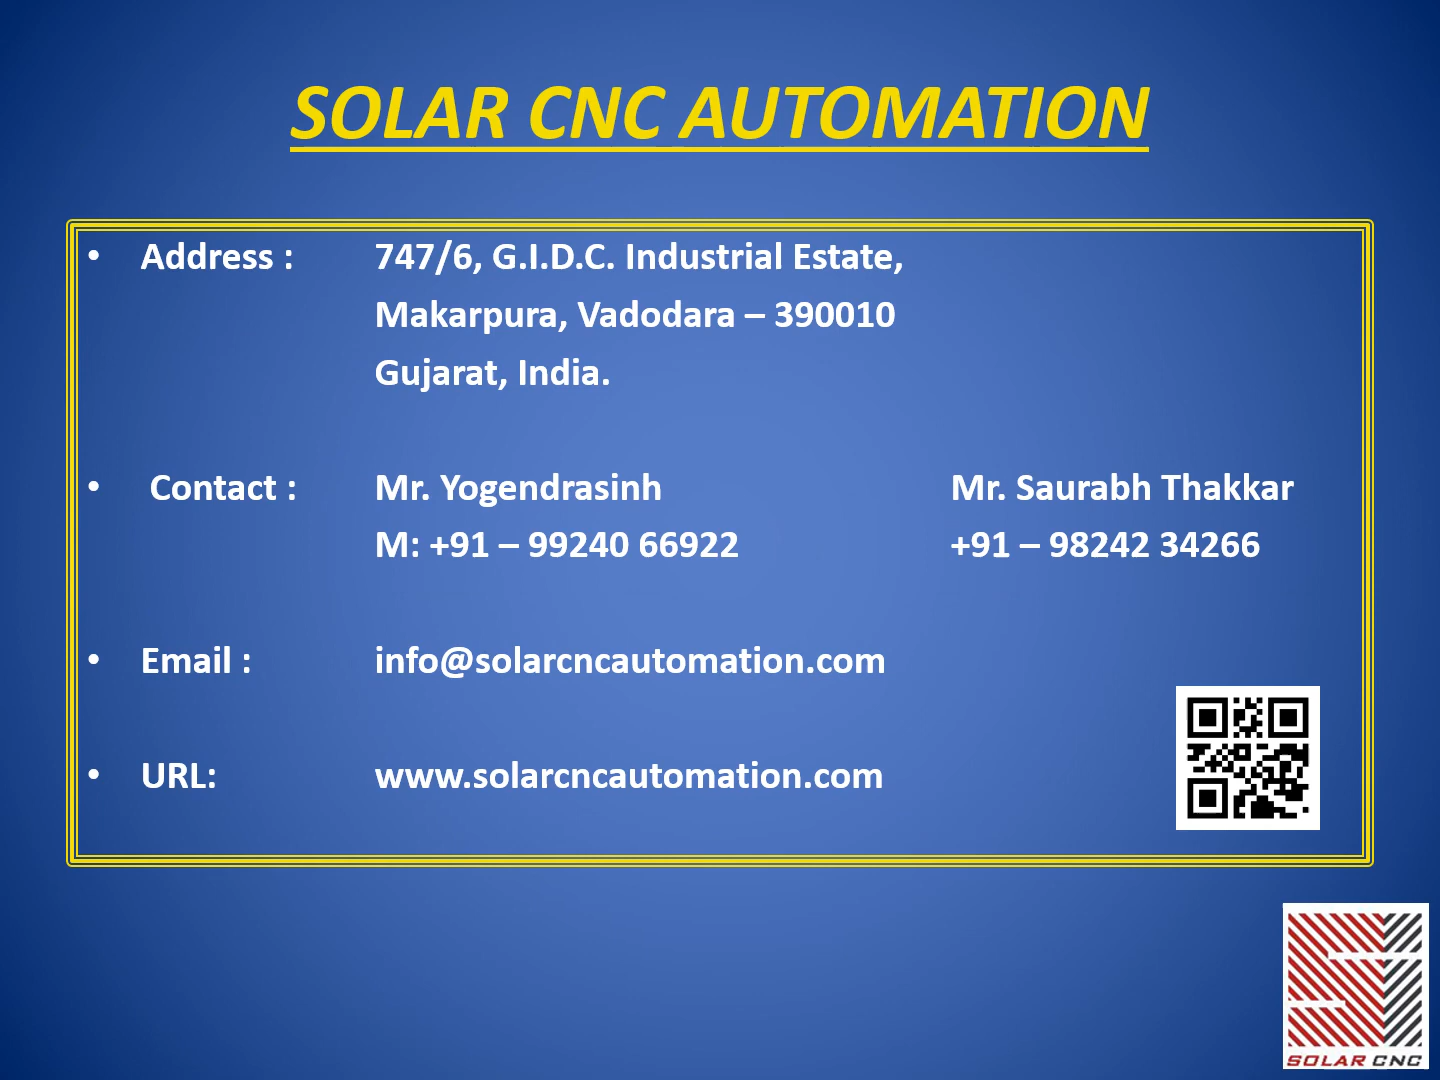 SOLAR CNC AUTOMATION
• Address : 747/6, G.I.D.C. Industrial Estate,
Makarpura, Vadodara – 390010
Gujarat, India.
• Contact : Mr. Yogendrasinh Mr. Saurabh Thakkar
M: +91 – 99240 66922 +91 – 98242 34266
• Email : info@solarcncautomation.com
• URL: www.solarcncautomation.com
SOLAR CNC